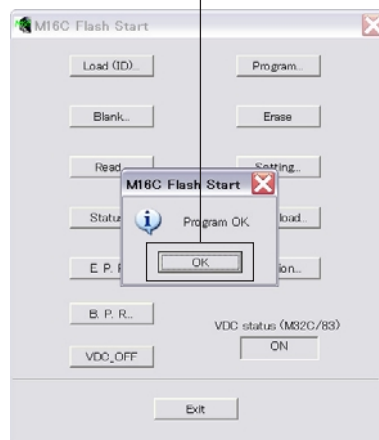 M16C Flash Start
Load (ID)... Program...
Blank... Erase
Read... Setting...
M16C Flash Start
Program OK.
OK
E. P. R
B. P. R...
VDC_OFF
VDC status (M32C/83)
ON
Exit